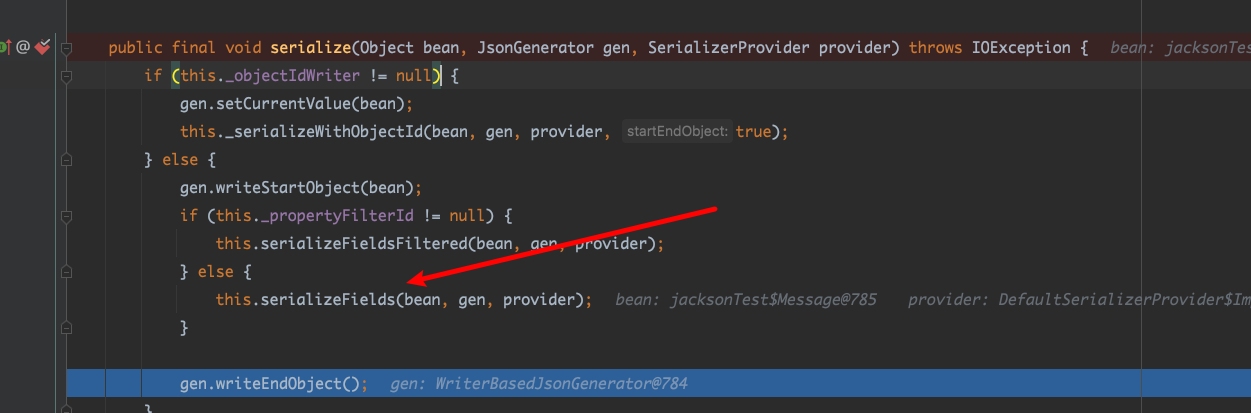 public final void serialize(Object bean, JsonGenerator gen, SerializerProvider provider) throws IOException { bean: jacksonTes
if (this._objectIdWriter != null) {
gen.setCurrentValue(bean);
this._serializeWithObjectId(bean, gen, provider, startEndObject: true);
} else {
gen.writeStartObject(bean);
if (this._propertyFilterId != null) {
this.serializeFieldsFiltered(bean, gen, provider);
} else {
this.serializeFields(bean, gen, provider); bean: jacksonTest$Message@785 provider: DefaultSerializerProvider$Im
}
gen.writeEndObject(); gen: WriterBasedJsonGenerator@784
}